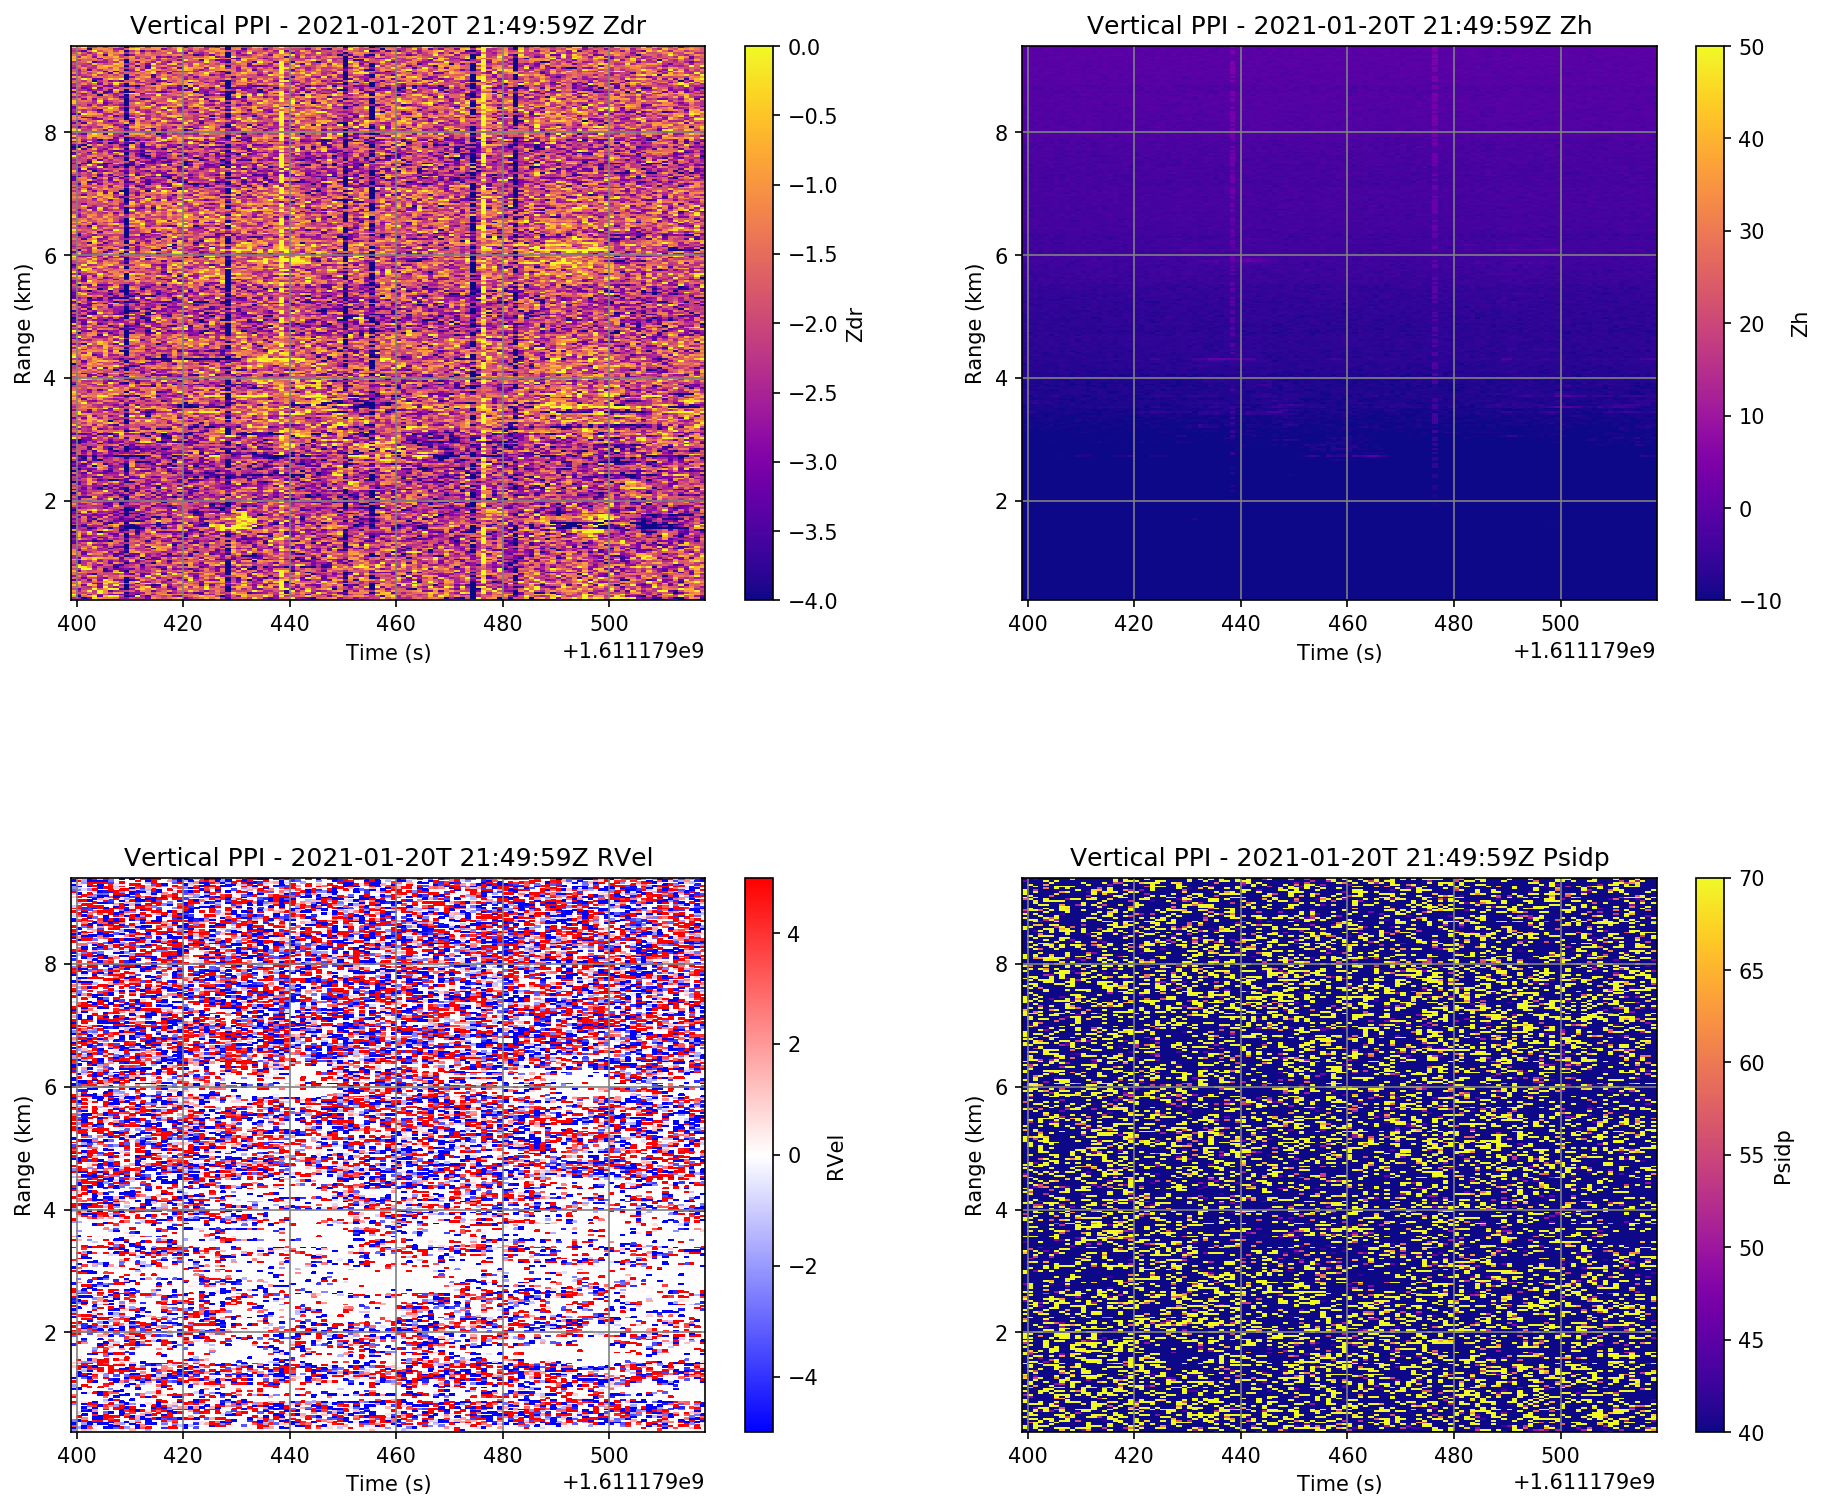 Vertical PPI - 2021-01-20T 21:49:59Z Zdr
Range (km)
8
6
4
2
400 420 440 460 480 500
Time (s)
+1.611179e9
0.0
−0.5
−1.0
−1.5
−2.0
−2.5
−3.0
−3.5
−4.0
Zdr
Vertical PPI - 2021-01-20T 21:49:59Z Zh
Range (km)
8
6
4
2
400 420 440 460 480 500
Time (s)
+1.611179e9
50
40
30
20
10
0
−10
Zh
Vertical PPI - 2021-01-20T 21:49:59Z RVel
Range (km)
8
6
4
2
400 420 440 460 480 500
Time (s)
+1.611179e9
4
2
0
−2
−4
RVel
Vertical PPI - 2021-01-20T 21:49:59Z Psidp
Range (km)
8
6
4
2
400 420 440 460 480 500
Time (s)
+1.611179e9
70
65
60
55
50
45
40
Psidp